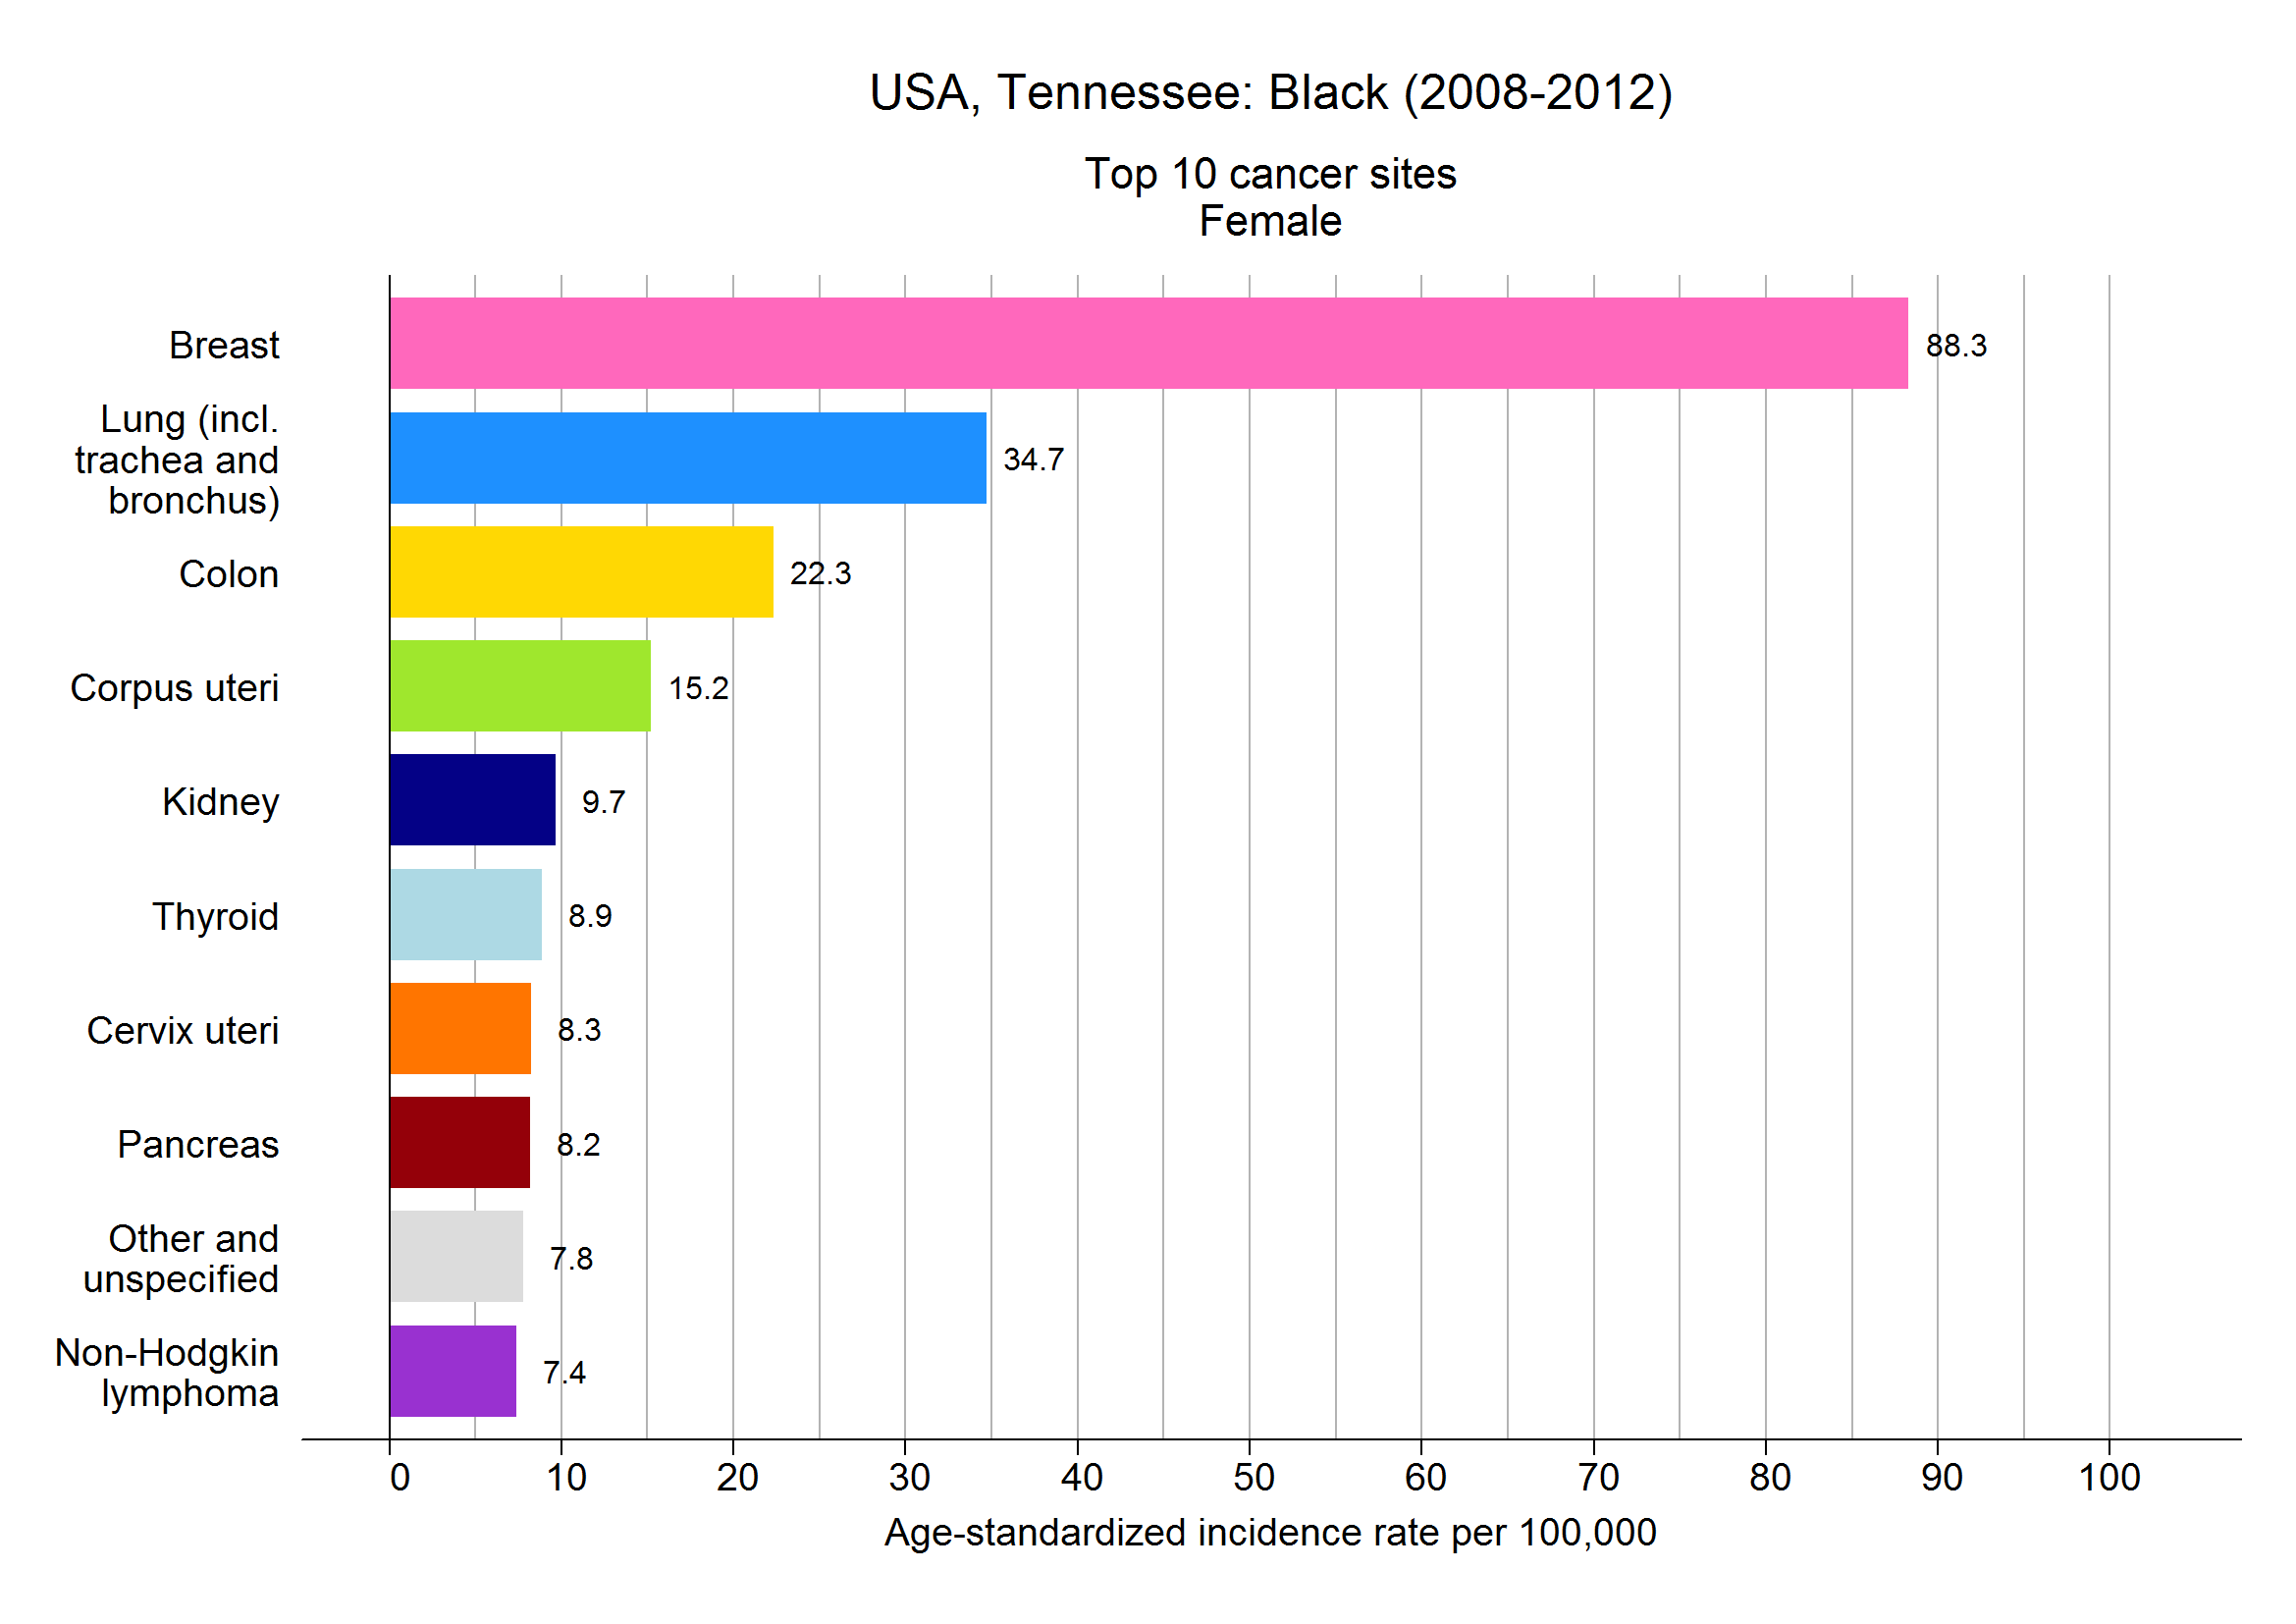 USA, Tennessee: Black (2008-2012)
Top 10 cancer sites
Female
Breast
88.3
Lung (incl.
trachea and
bronchus)
34.7
Colon
22.3
Corpus uteri
15.2
Kidney
9.7
Thyroid
8.9
Cervix uteri
8.3
Pancreas
8.2
Other and
unspecified
7.8
Non-Hodgkin
lymphoma
7.4
0 10 20 30 40 50 60 70 80 90 100
Age-standardized incidence rate per 100,000